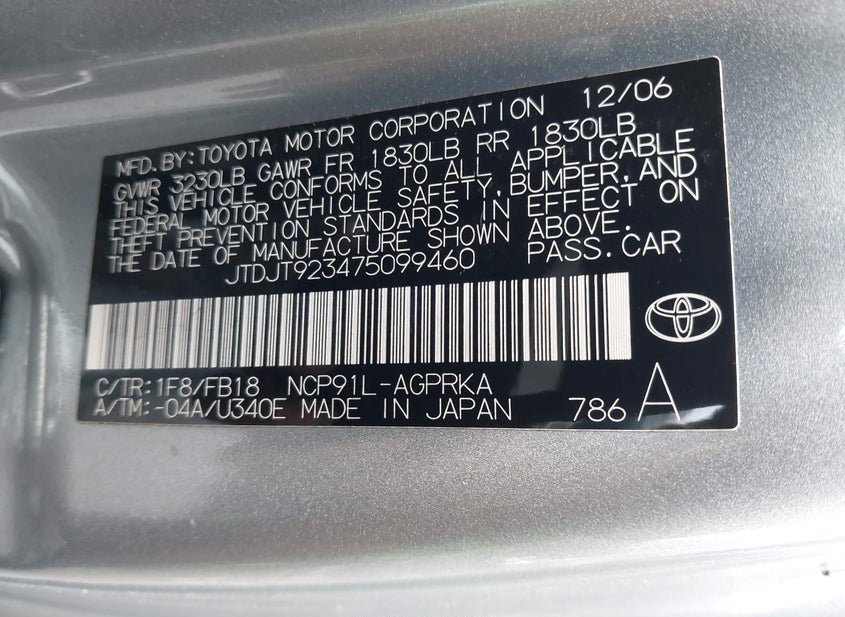 MFD.BY:TOYOTA MOTOR CORPORATION 12/06
GVWR 3230LB GAWR FR 1830LB RR 1830LB
THIS VEHICLE CONFORMS TO ALL APPLICABLE
FEDERAL MOTOR VEHICLE SAFETY,BUMPER,AND
THEFT PREVENTION STANDARDS IN EFFECT ON
THE DATE OF MANUFACTURE SHOWN ABOVE.
JTDJT923475099460 PASS.CAR
C/TR:1F8/FB18 NCP91L-AGPRKA
A/TM:-04A/U340E MADE IN JAPAN 786 A